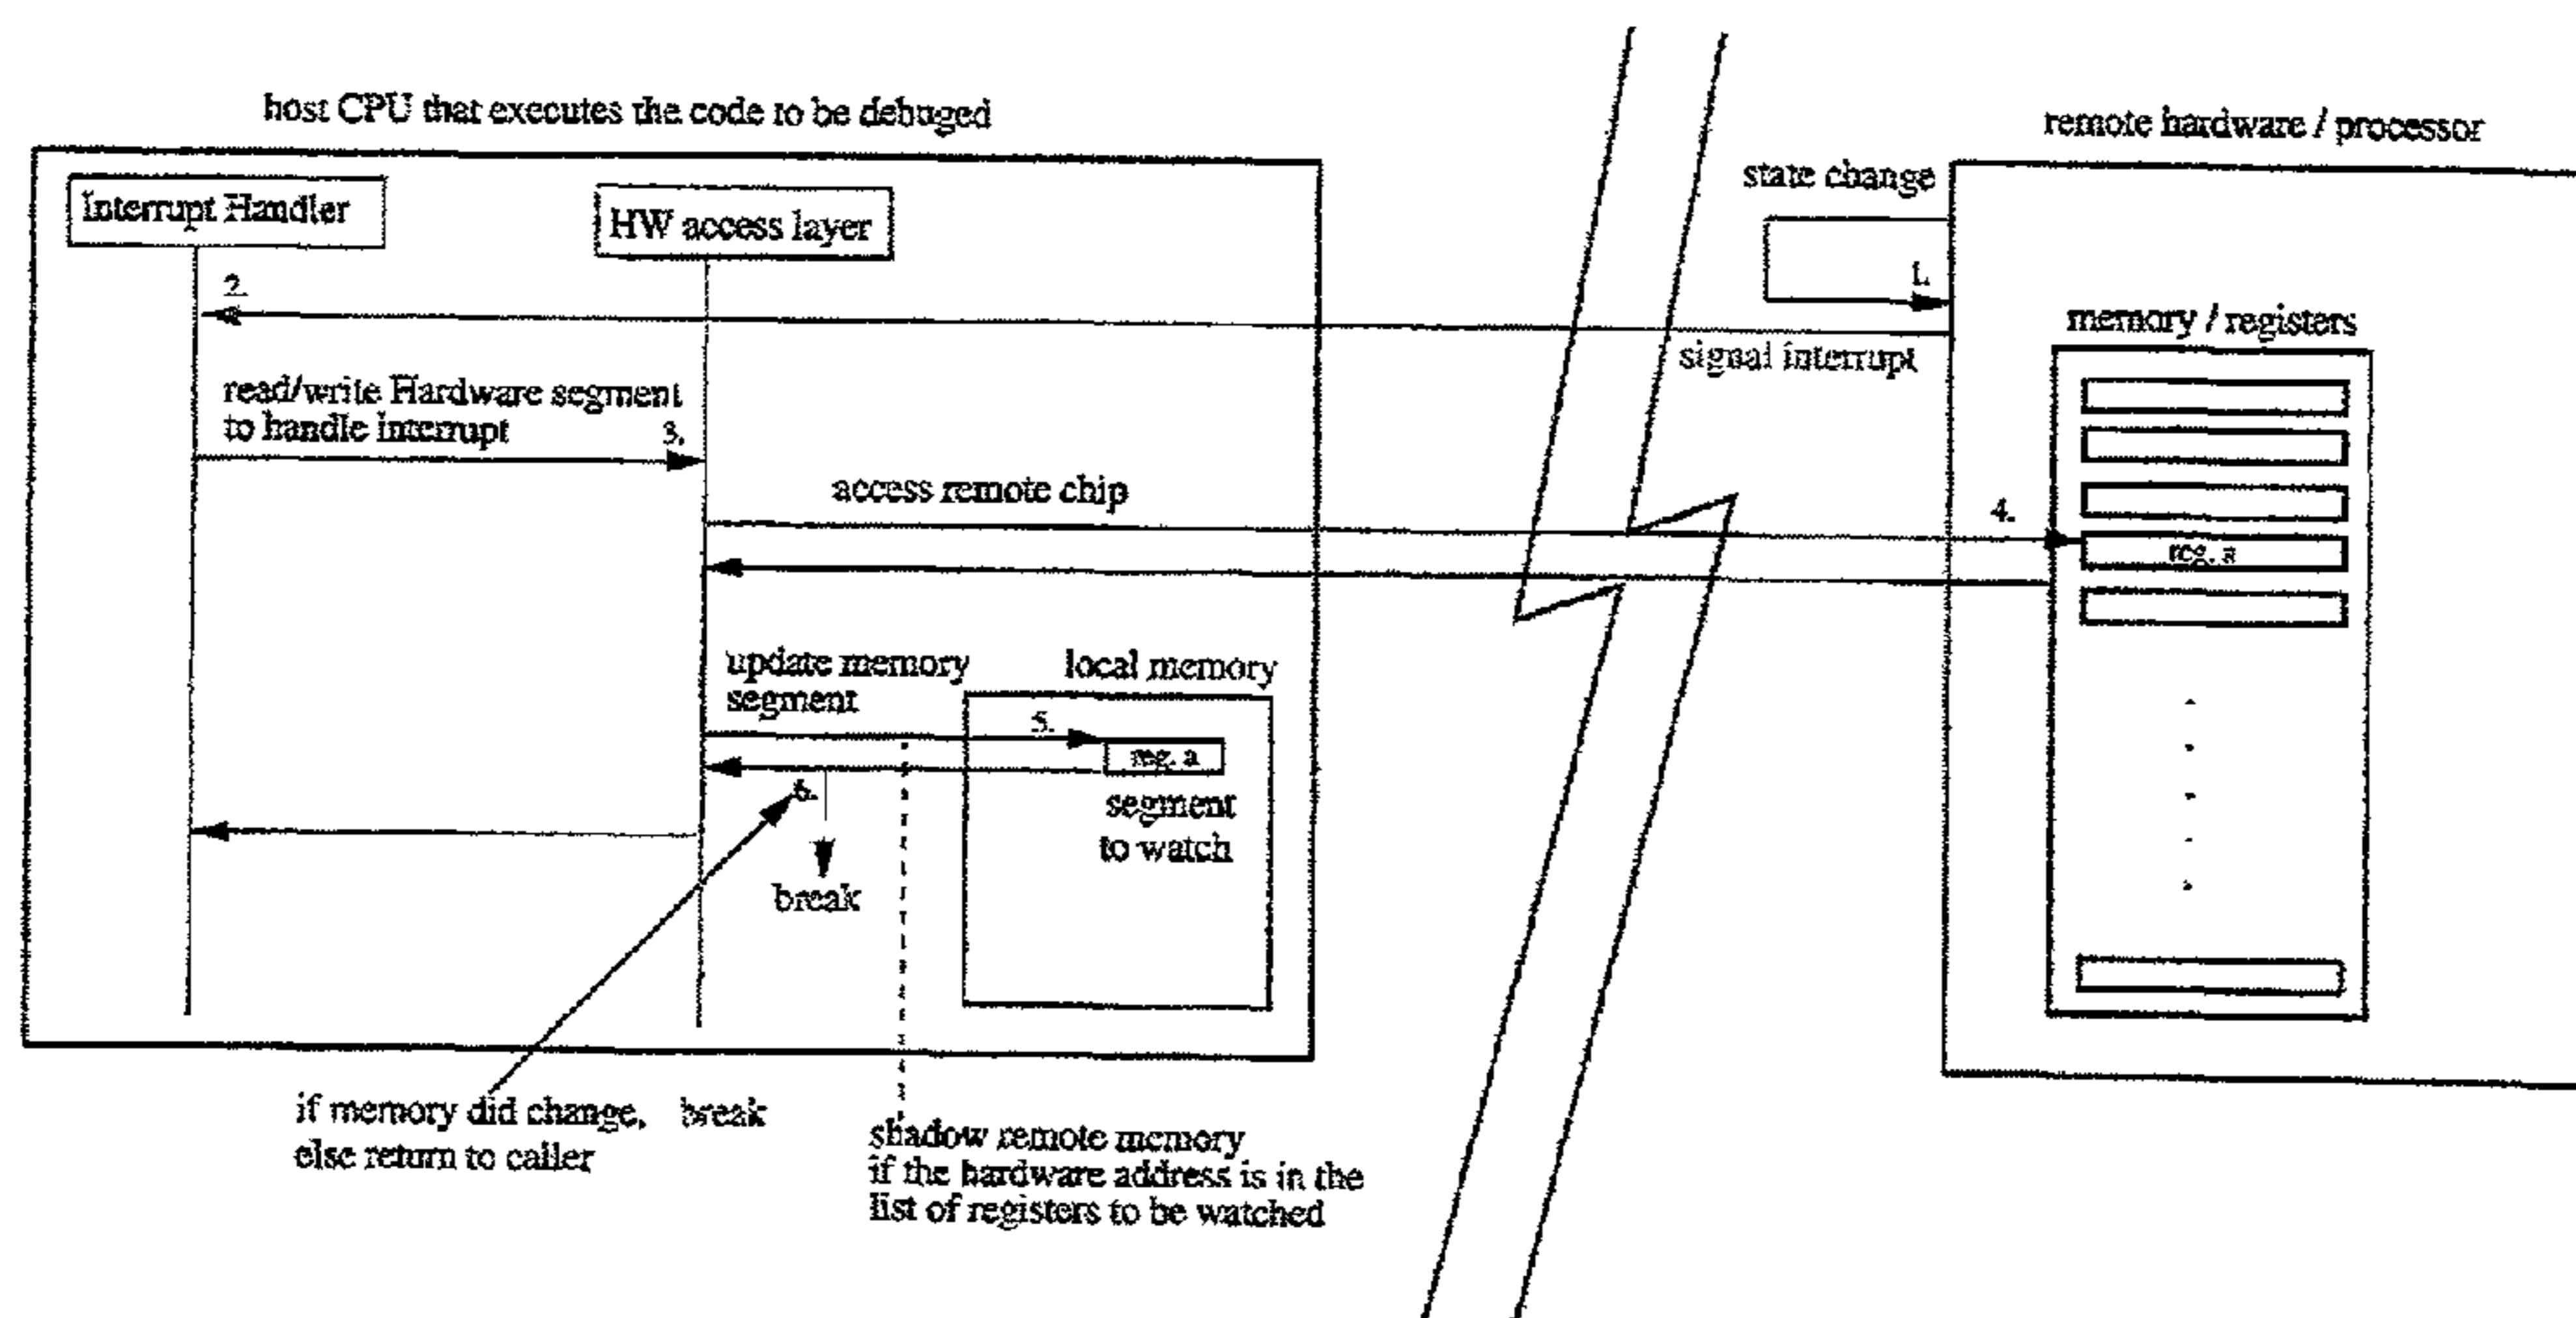 host CPU that executes the code to be debuged
remote hardware / processor
state change
Interrupt Handler
HW access layer
1.
2.
memory / registers
signal interrupt
read/write Hardware segment
to handle interrupt
3.
access remote chip
4.
reg. a
update memory
segment
local memory
5.
reg. a
6.
segment
to watch
break
if memory did change, break
else return to caller
shadow remote memory
if the hardware address is in the
list of registers to be watched